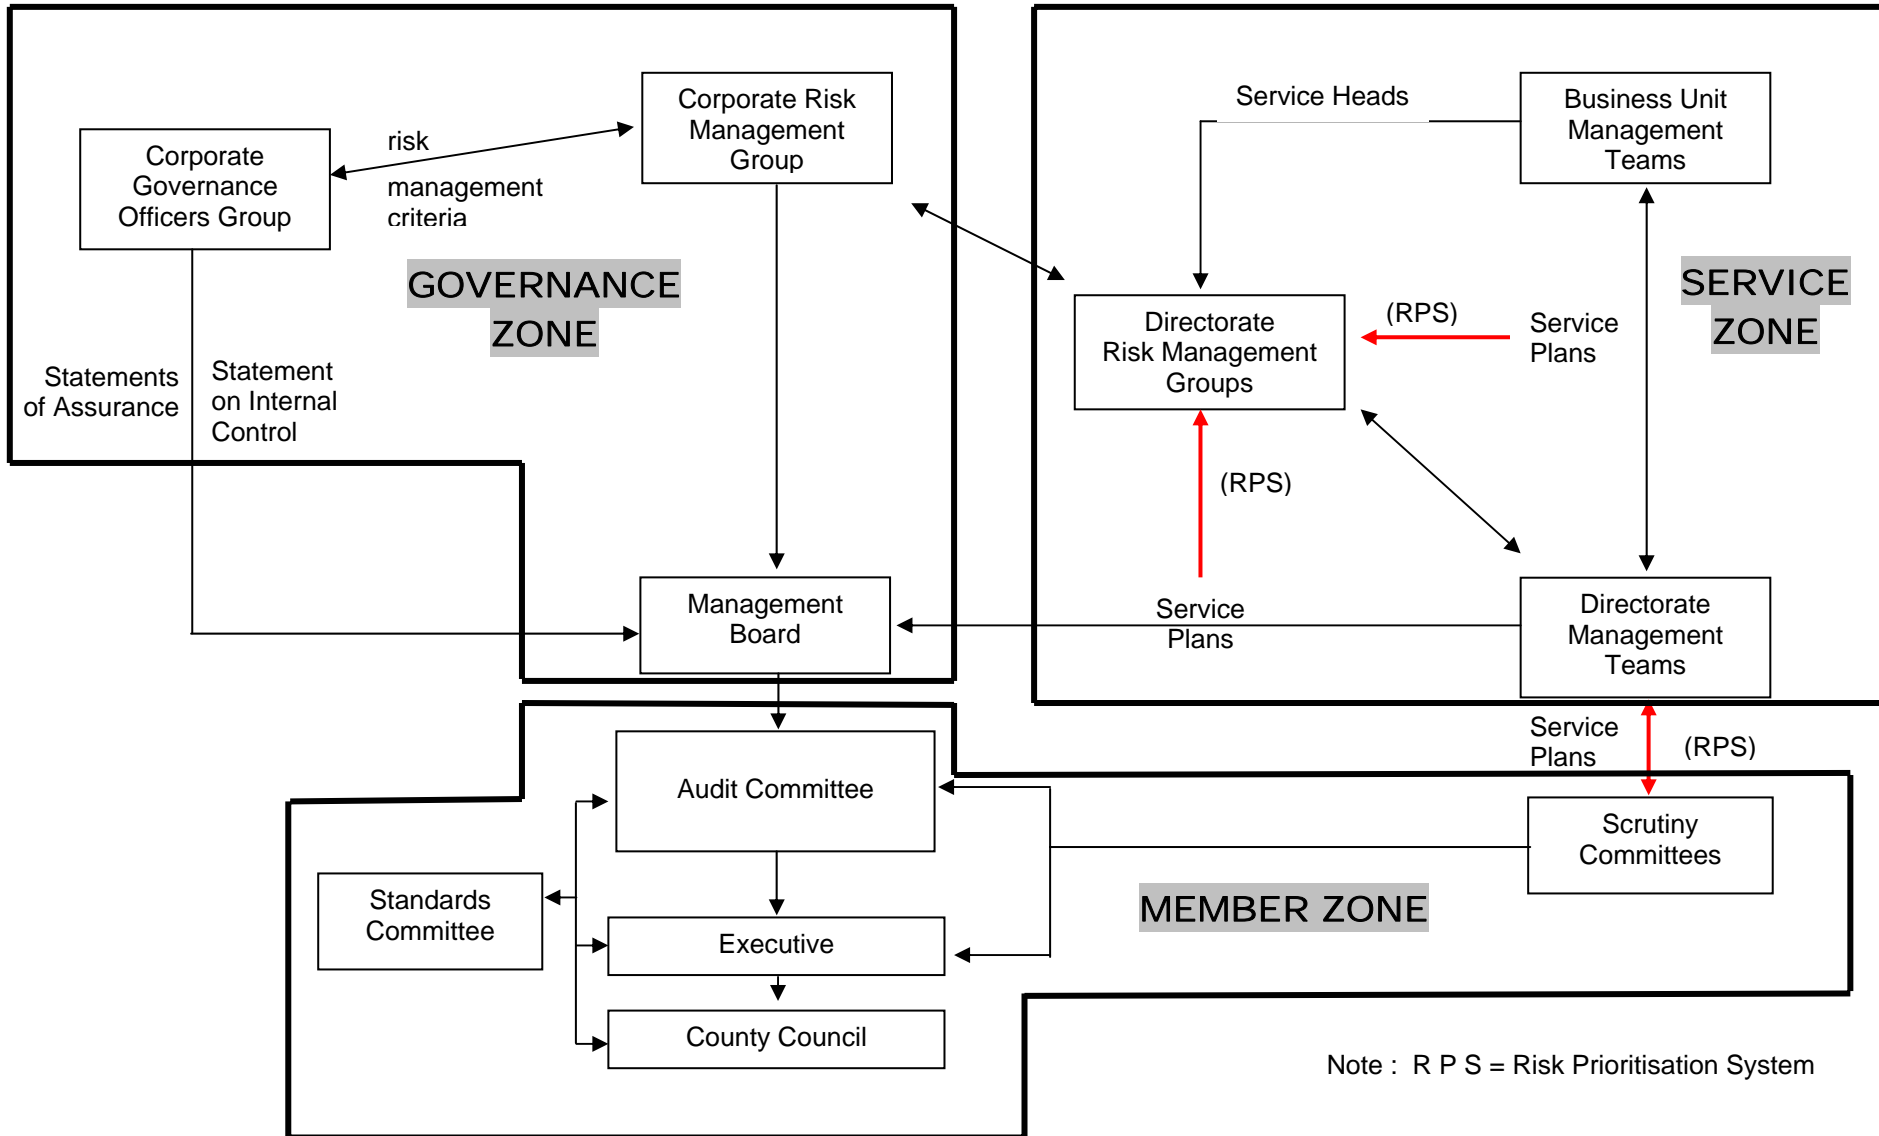 Corporate Risk
Management
Group
Corporate
Governance
Officers Group
risk
management
criteria
GOVERNANCE
ZONE
Statements
of Assurance
Statement
on Internal
Control
Management
Board
Service Heads
Business Unit
Management
Teams
SERVICE
ZONE
Directorate
Risk Management
Groups
(RPS)
Service
Plans
(RPS)
Service
Plans
Directorate
Management
Teams
Service
Plans
(RPS)
Audit Committee
Scrutiny
Committees
Standards
Committee
MEMBER ZONE
Executive
County Council
Note : R P S = Risk Prioritisation System